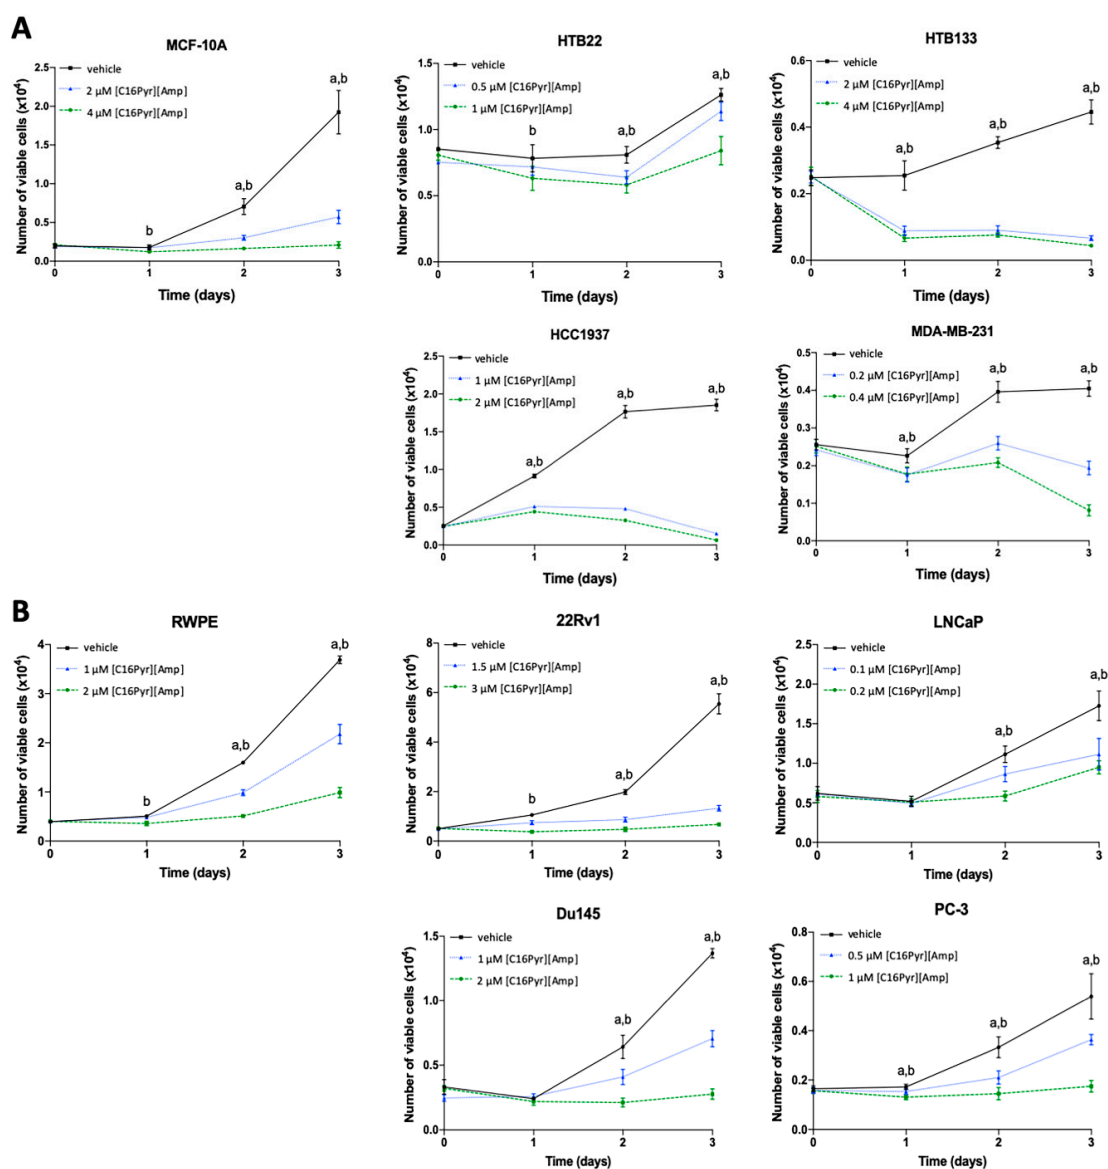 A
MCF-10A
Number of viable cells (x10⁴)
2.5
2.0
1.5
1.0
0.5
0.0
vehicle
2 µM [C16Pyr][Amp]
4 µM [C16Pyr][Amp]
b
a,b
a,b
0 1 2 3
Time (days)
HTB22
Number of viable cells (x10⁴)
1.5
1.0
0.5
0.0
vehicle
0.5 µM [C16Pyr][Amp]
1 µM [C16Pyr][Amp]
b
a,b
a,b
0 1 2 3
Time (days)
HTB133
Number of viable cells (x10⁴)
0.6
0.4
0.2
0.0
vehicle
2 µM [C16Pyr][Amp]
4 µM [C16Pyr][Amp]
a,b
a,b
a,b
0 1 2 3
Time (days)
HCC1937
Number of viable cells (x10⁴)
2.5
2.0
1.5
1.0
0.5
0.0
vehicle
1 µM [C16Pyr][Amp]
2 µM [C16Pyr][Amp]
a,b
a,b
a,b
0 1 2 3
Time (days)
MDA-MB-231
Number of viable cells (x10⁴)
0.5
0.4
0.3
0.2
0.1
0.0
vehicle
0.2 µM [C16Pyr][Amp]
0.4 µM [C16Pyr][Amp]
a,b
a,b
a,b
0 1 2 3
Time (days)
B
RWPE
Number of viable cells (x10⁴)
4
3
2
1
0
vehicle
1 µM [C16Pyr][Amp]
2 µM [C16Pyr][Amp]
b
a,b
a,b
0 1 2 3
Time (days)
22Rv1
Number of viable cells (x10⁴)
8
6
4
2
0
vehicle
1.5 µM [C16Pyr][Amp]
3 µM [C16Pyr][Amp]
b
a,b
a,b
0 1 2 3
Time (days)
LNCaP
Number of viable cells (x10⁴)
2.5
2.0
1.5
1.0
0.5
0.0
vehicle
0.1 µM [C16Pyr][Amp]
0.2 µM [C16Pyr][Amp]
a,b
a,b
0 1 2 3
Time (days)
Du145
Number of viable cells (x10⁴)
1.5
1.0
0.5
0.0
vehicle
1 µM [C16Pyr][Amp]
2 µM [C16Pyr][Amp]
a,b
a,b
0 1 2 3
Time (days)
PC-3
Number of viable cells (x10⁴)
0.8
0.6
0.4
0.2
0.0
vehicle
0.5 µM [C16Pyr][Amp]
1 µM [C16Pyr][Amp]
a,b
a,b
a,b
0 1 2 3
Time (days)